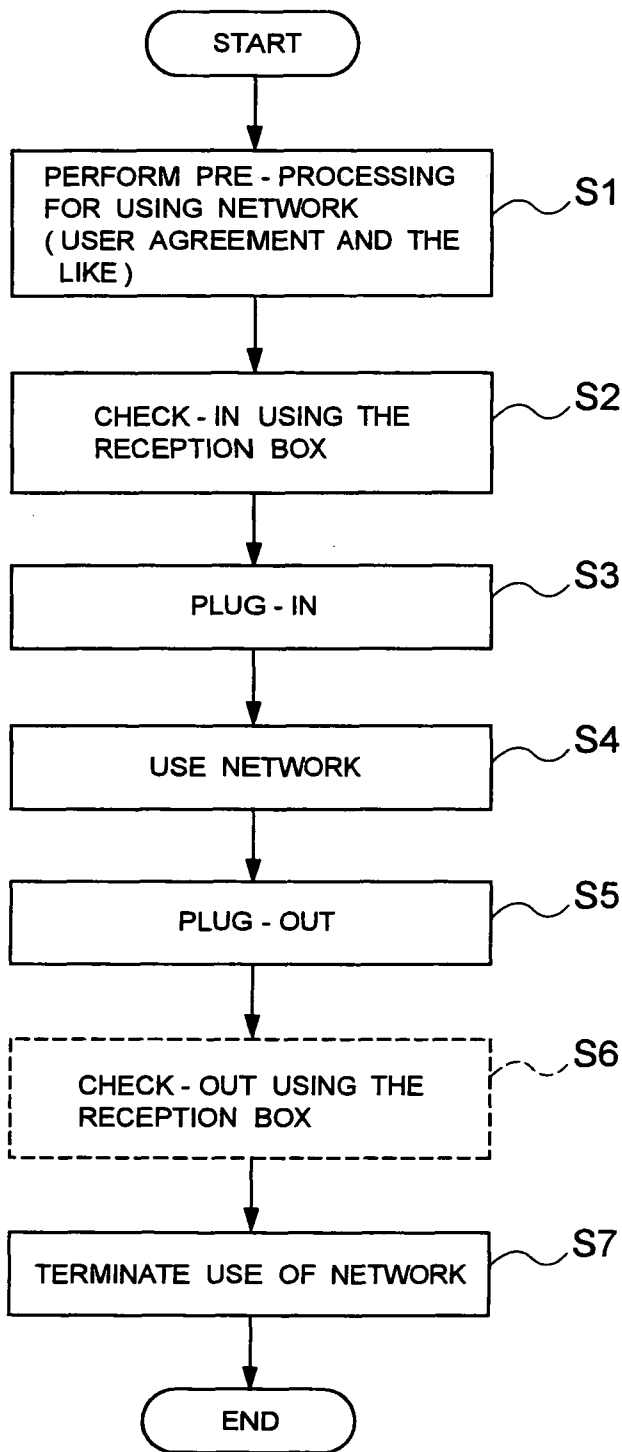 START
PERFORM PRE - PROCESSING
FOR USING NETWORK
( USER AGREEMENT AND THE
LIKE )
S1
CHECK - IN USING THE
RECEPTION BOX
S2
PLUG - IN
S3
USE NETWORK
S4
PLUG - OUT
S5
CHECK - OUT USING THE
RECEPTION BOX
S6
TERMINATE USE OF NETWORK
S7
END